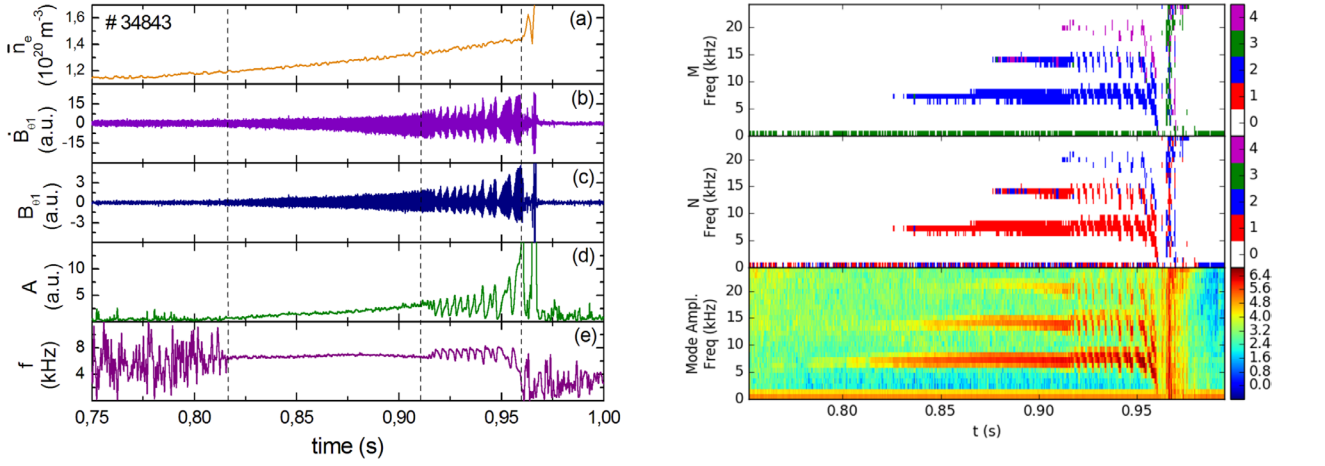 # 34843
(a)
n̄e
(10²⁰ m⁻³)
1,6
1,4
1,2
(b)
Ḃθ1
(a.u.)
15
0
-15
(c)
Bθ1
(a.u.)
3
0
-3
(d)
A
(a.u.)
10
5
(e)
f
(kHz)
8
4
0,75 0,80 0,85 0,90 0,95 1,00
time (s)
M
Freq (kHz)
20
15
10
5
0
4
3
2
1
0
N
Freq (kHz)
20
15
10
5
0
4
3
2
1
0
Mode Ampl.
Freq (kHz)
20
15
10
5
0
6.4
5.6
4.8
4.0
3.2
2.4
1.6
0.8
0.0
0.80 0.85 0.90 0.95
t (s)